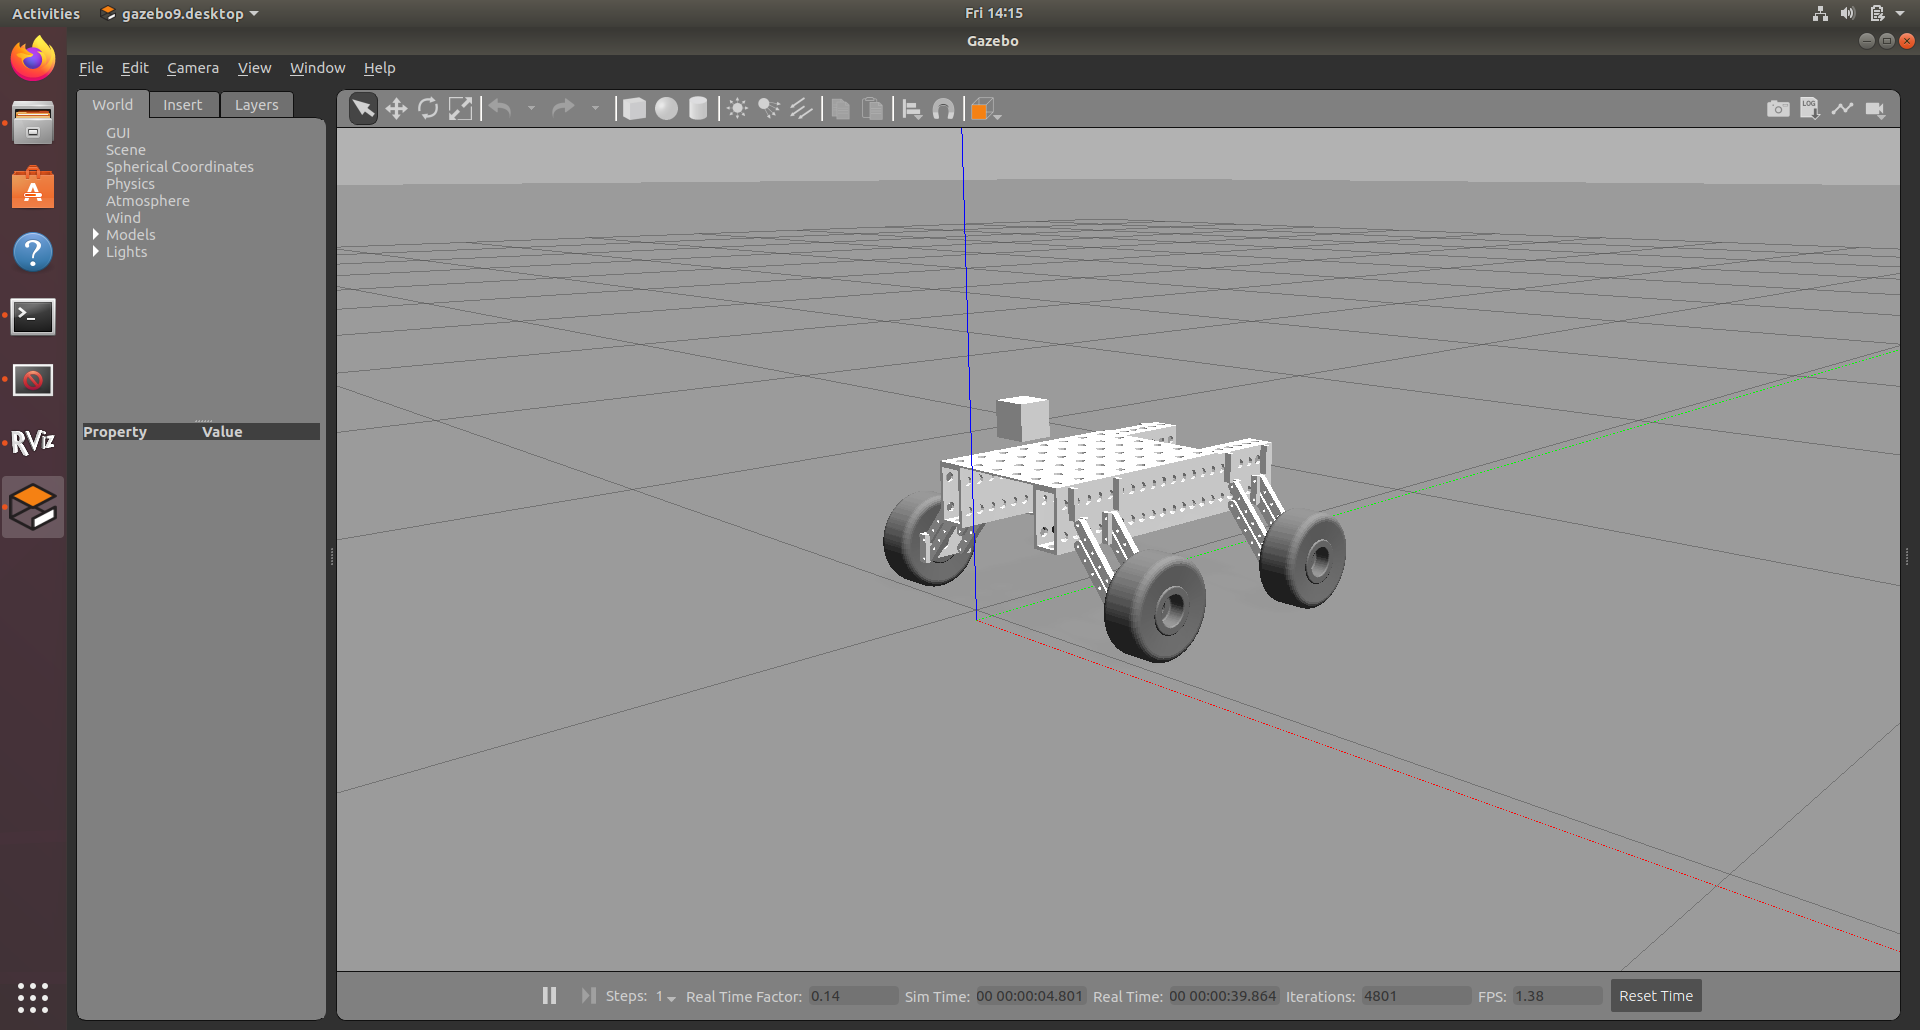 Activities gazebo9.desktop Fri 14:15
Gazebo
File Edit Camera View Window Help
World Insert Layers
LOG
GUI
Scene
Spherical Coordinates
Physics
Atmosphere
Wind
Models
Lights
RViz
Property Value
Steps: 1 Real Time Factor: 0.14 Sim Time: 00 00:00:04.801 Real Time: 00 00:00:39.864 Iterations: 4801 FPS: 1.38 Reset Time